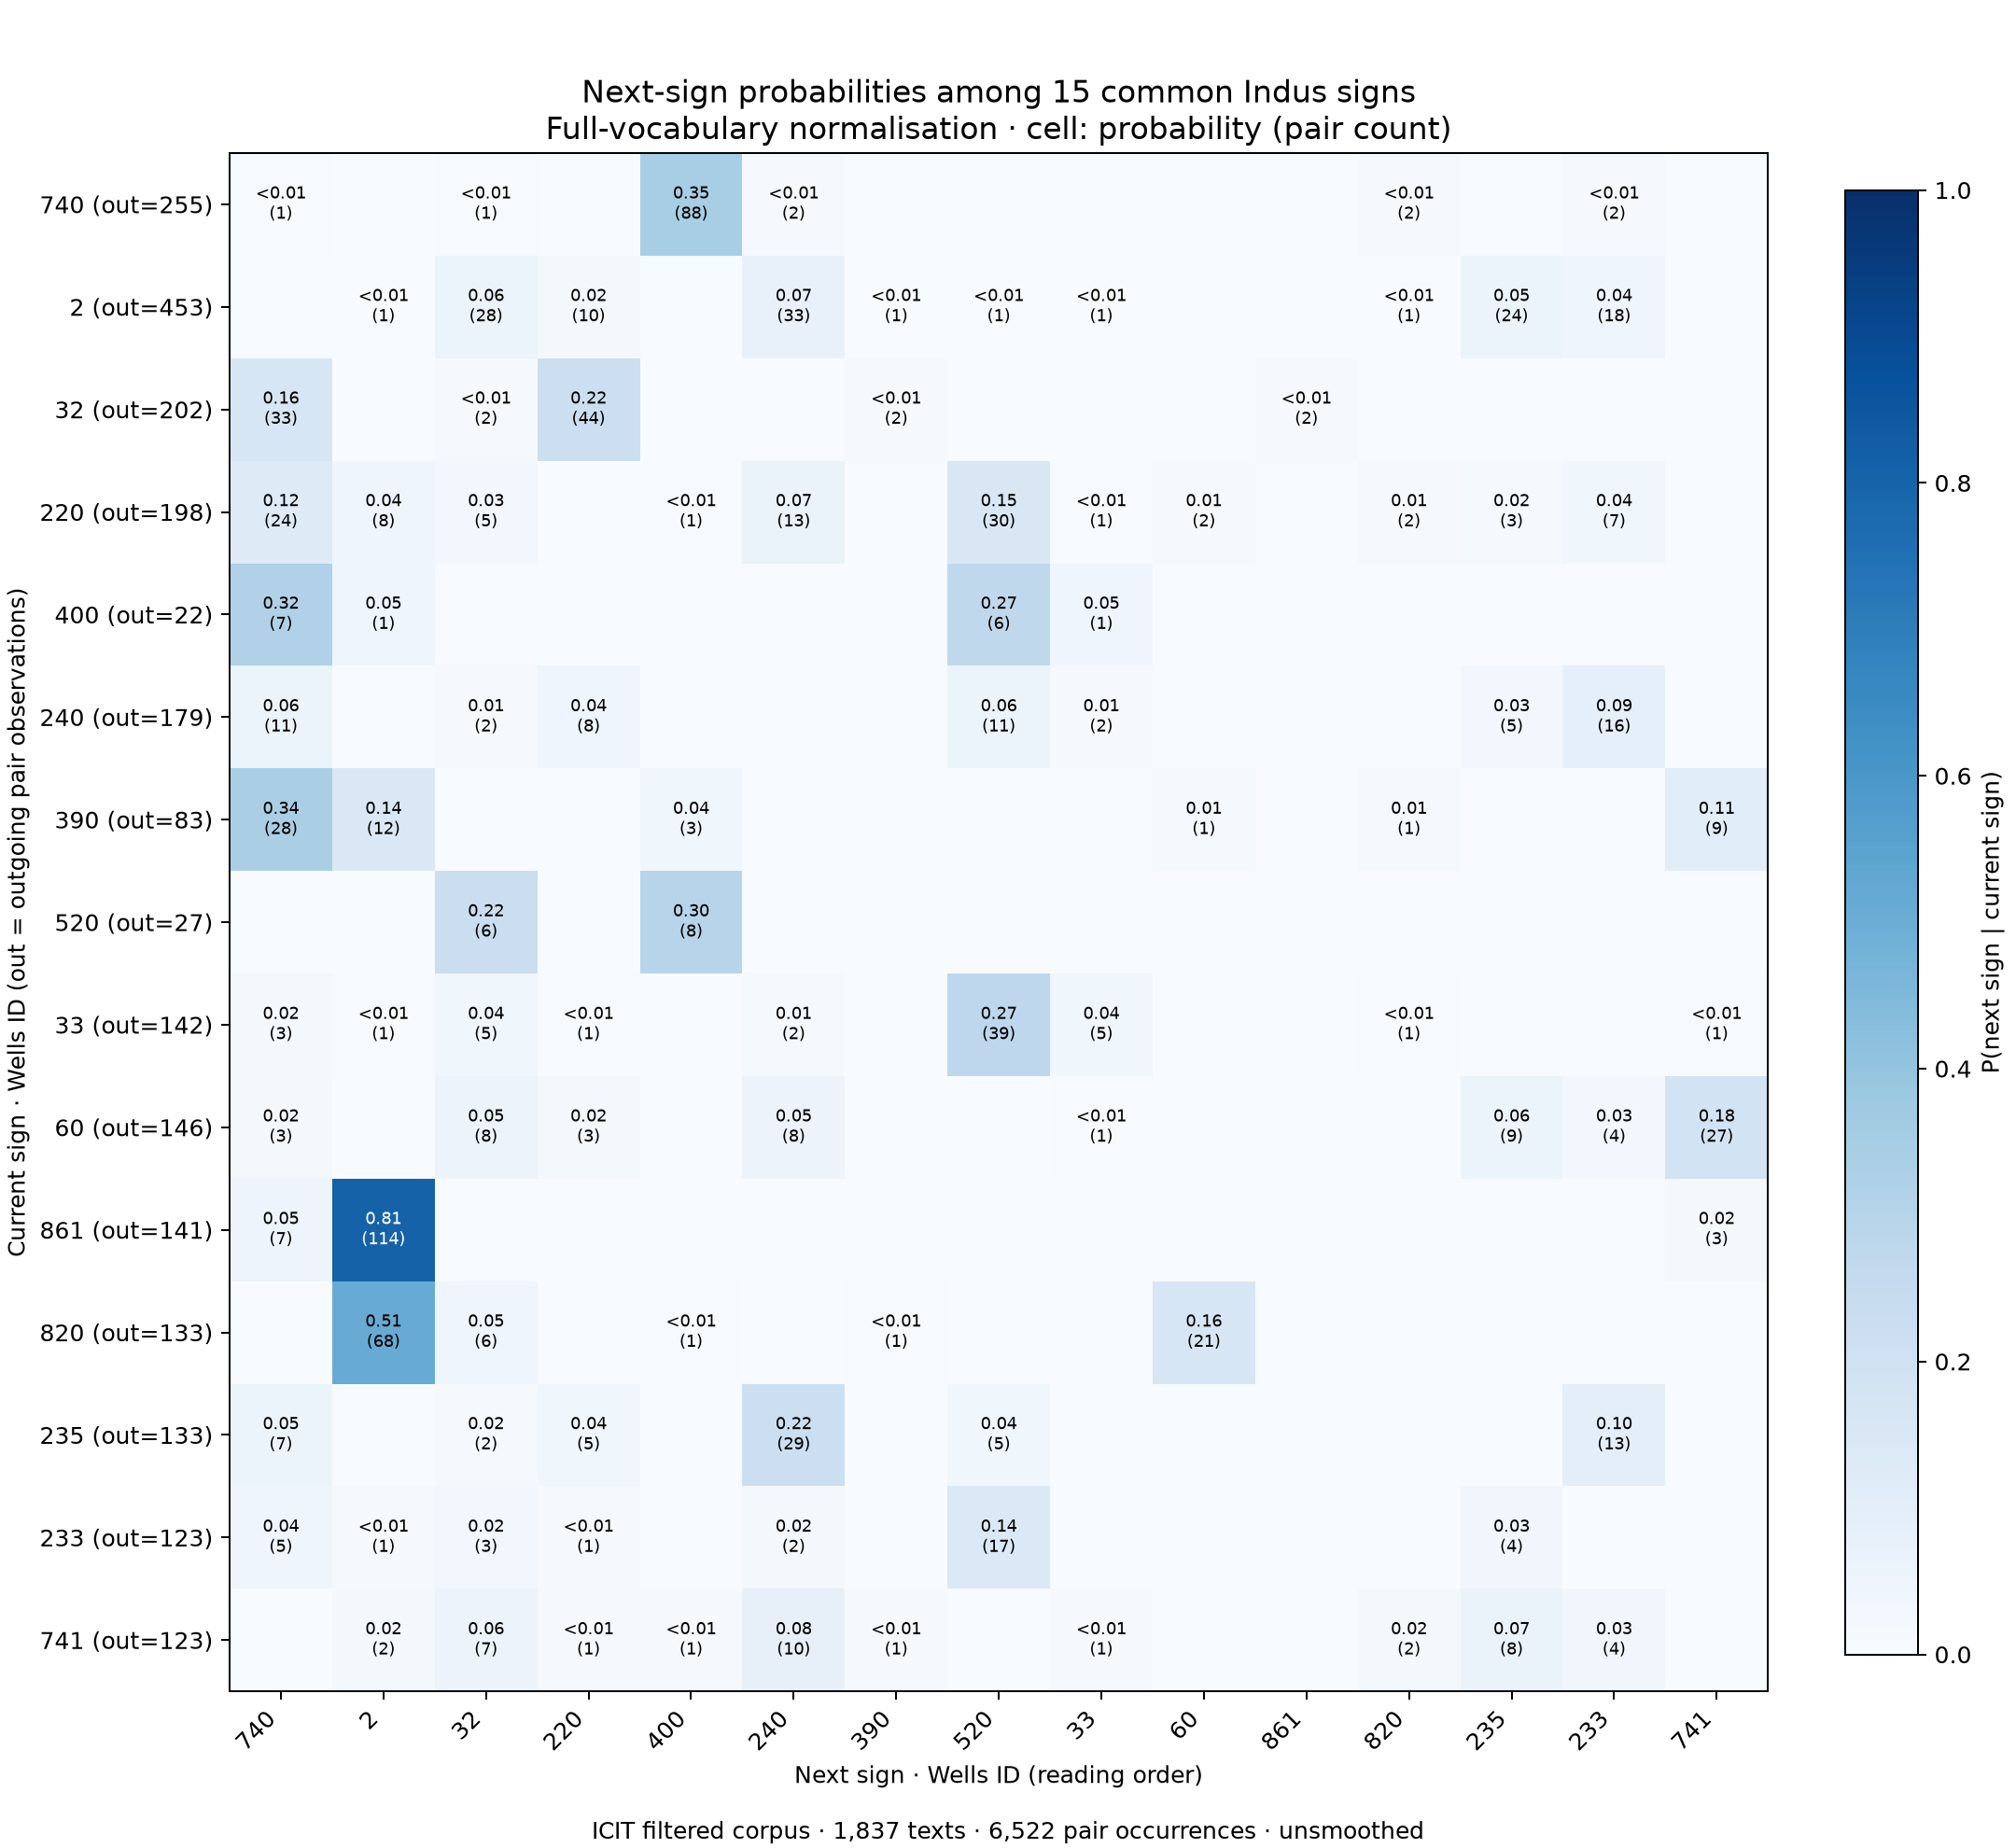 Next-sign probabilities among 15 common Indus signs
Full-vocabulary normalisation · cell: probability (pair count)
Current sign · Wells ID (out = outgoing pair observations)
740 (out=255) <0.01 <0.01 0.35 <0.01 <0.01 <0.01
(1) (1) (88) (2) (2) (2)
2 (out=453) <0.01 0.06 0.02 0.07 <0.01 <0.01 <0.01 <0.01 0.05 0.04
(1) (28) (10) (33) (1) (1) (1) (1) (24) (18)
32 (out=202) 0.16 <0.01 0.22 <0.01 <0.01
(33) (2) (44) (2) (2)
220 (out=198) 0.12 0.04 0.03 <0.01 0.07 0.15 <0.01 0.01 0.01 0.02 0.04
(24) (8) (5) (1) (13) (30) (1) (2) (2) (3) (7)
400 (out=22) 0.32 0.05 0.27 0.05
(7) (1) (6) (1)
240 (out=179) 0.06 0.01 0.04 0.06 0.01 0.03 0.09
(11) (2) (8) (11) (2) (5) (16)
390 (out=83) 0.34 0.14 0.04 0.01 0.01 0.11
(28) (12) (3) (1) (1) (9)
520 (out=27) 0.22 0.30
(6) (8)
33 (out=142) 0.02 <0.01 0.04 <0.01 0.01 0.27 0.04 <0.01 <0.01
(3) (1) (5) (1) (2) (39) (5) (1) (1)
60 (out=146) 0.02 0.05 0.02 0.05 <0.01 0.06 0.03 0.18
(3) (8) (3) (8) (1) (9) (4) (27)
861 (out=141) 0.05 0.81 0.02
(7) (114) (3)
820 (out=133) 0.51 0.05 <0.01 <0.01 0.16
(68) (6) (1) (1) (21)
235 (out=133) 0.05 0.02 0.04 0.22 0.04 0.10
(7) (2) (5) (29) (5) (13)
233 (out=123) 0.04 <0.01 0.02 <0.01 0.02 0.14 0.03
(5) (1) (3) (1) (2) (17) (4)
741 (out=123) 0.02 0.06 <0.01 <0.01 0.08 <0.01 <0.01 0.02 0.07 0.03
(2) (7) (1) (1) (10) (1) (1) (2) (8) (4)
740 2 32 220 400 240 390 520 33 60 861 820 235 233 741
Next sign · Wells ID (reading order)
1.0
0.8
0.6
0.4
0.2
0.0
P(next sign | current sign)
ICIT filtered corpus · 1,837 texts · 6,522 pair occurrences · unsmoothed